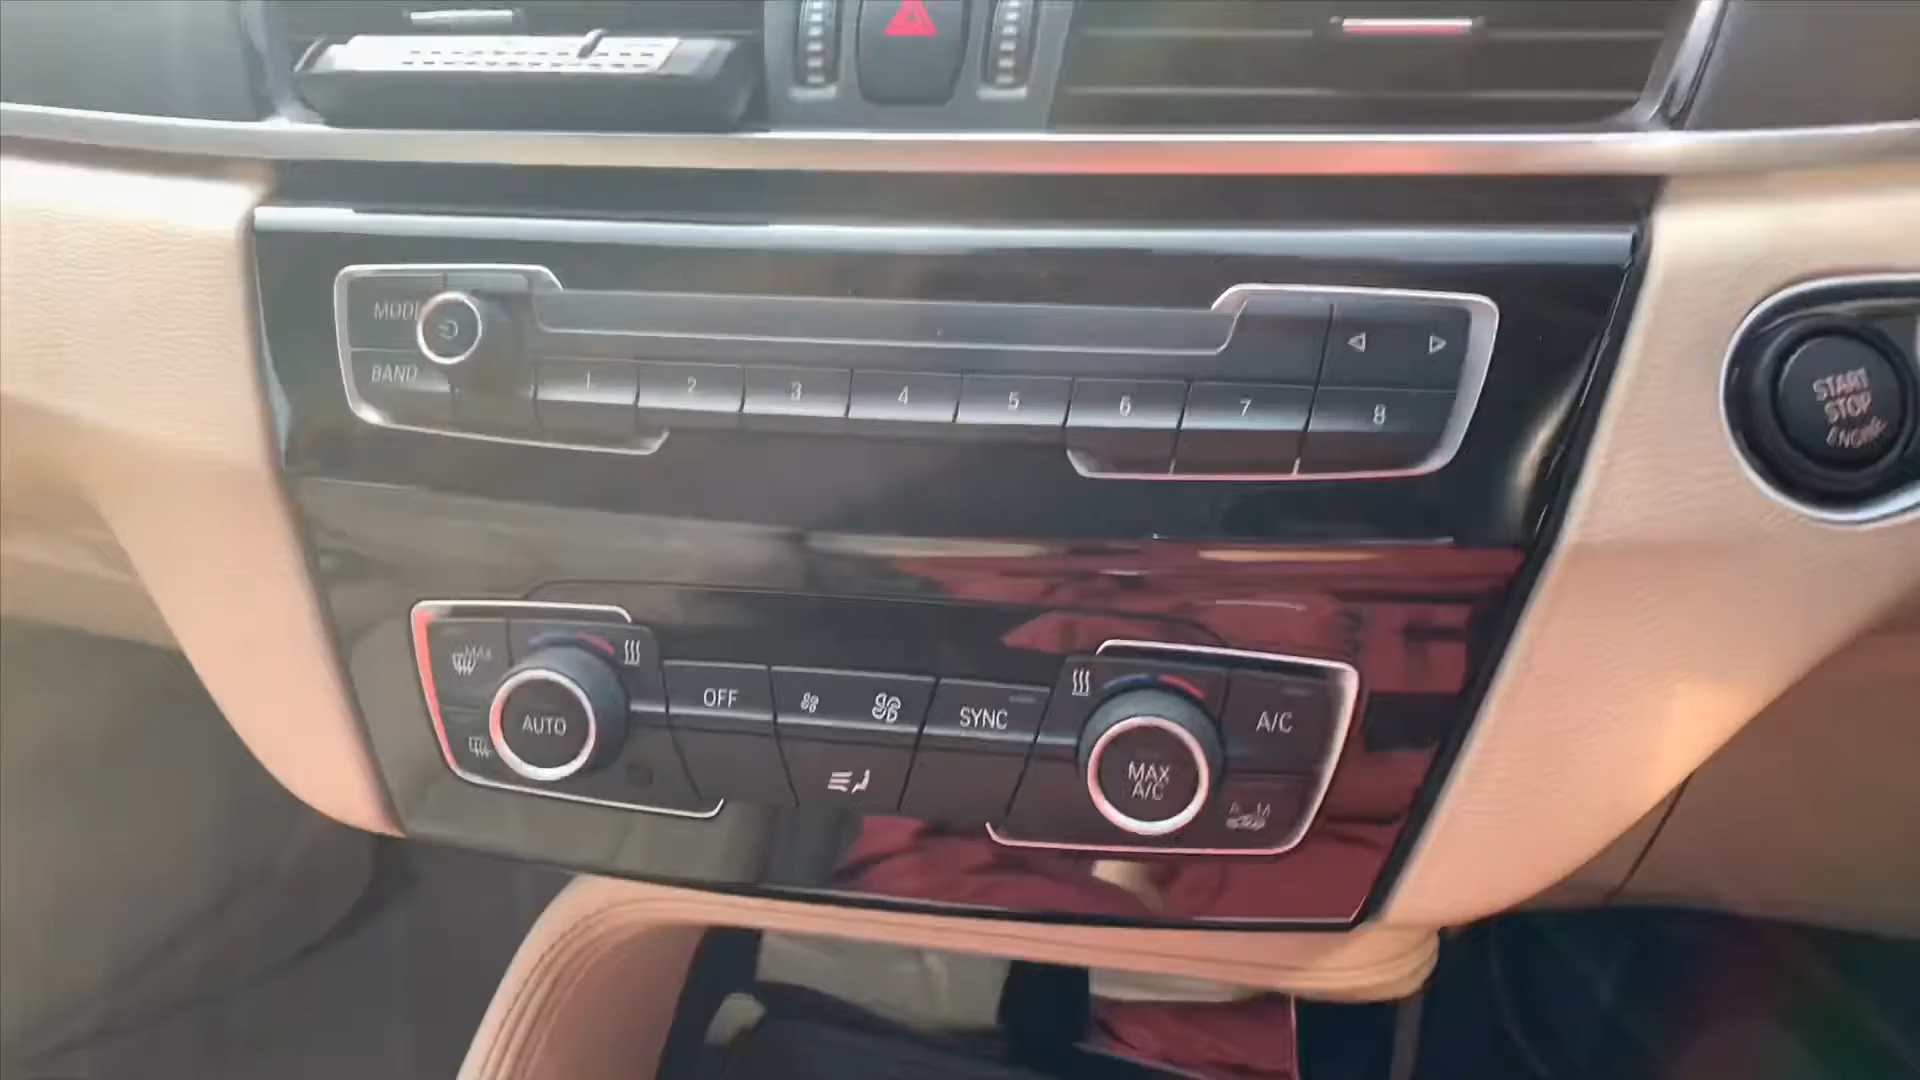 MODE
BAND
1 2 3 4 5 6 7 8
START
STOP
ENGINE
MAX
AUTO
OFF
SYNC
MAX
A/C
A/C
A M